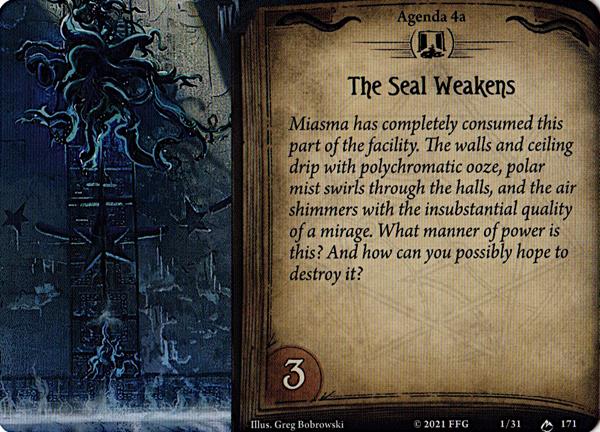 Agenda 4a
The Seal Weakens
Miasma has completely consumed this
part of the facility. The walls and ceiling
drip with polychromatic ooze, polar
mist swirls through the halls, and the air
shimmers with the insubstantial quality
of a mirage. What manner of power is
this? And how can you possibly hope to
destroy it?
3
Illus. Greg Bobrowski © 2021 FFG 1/31 171